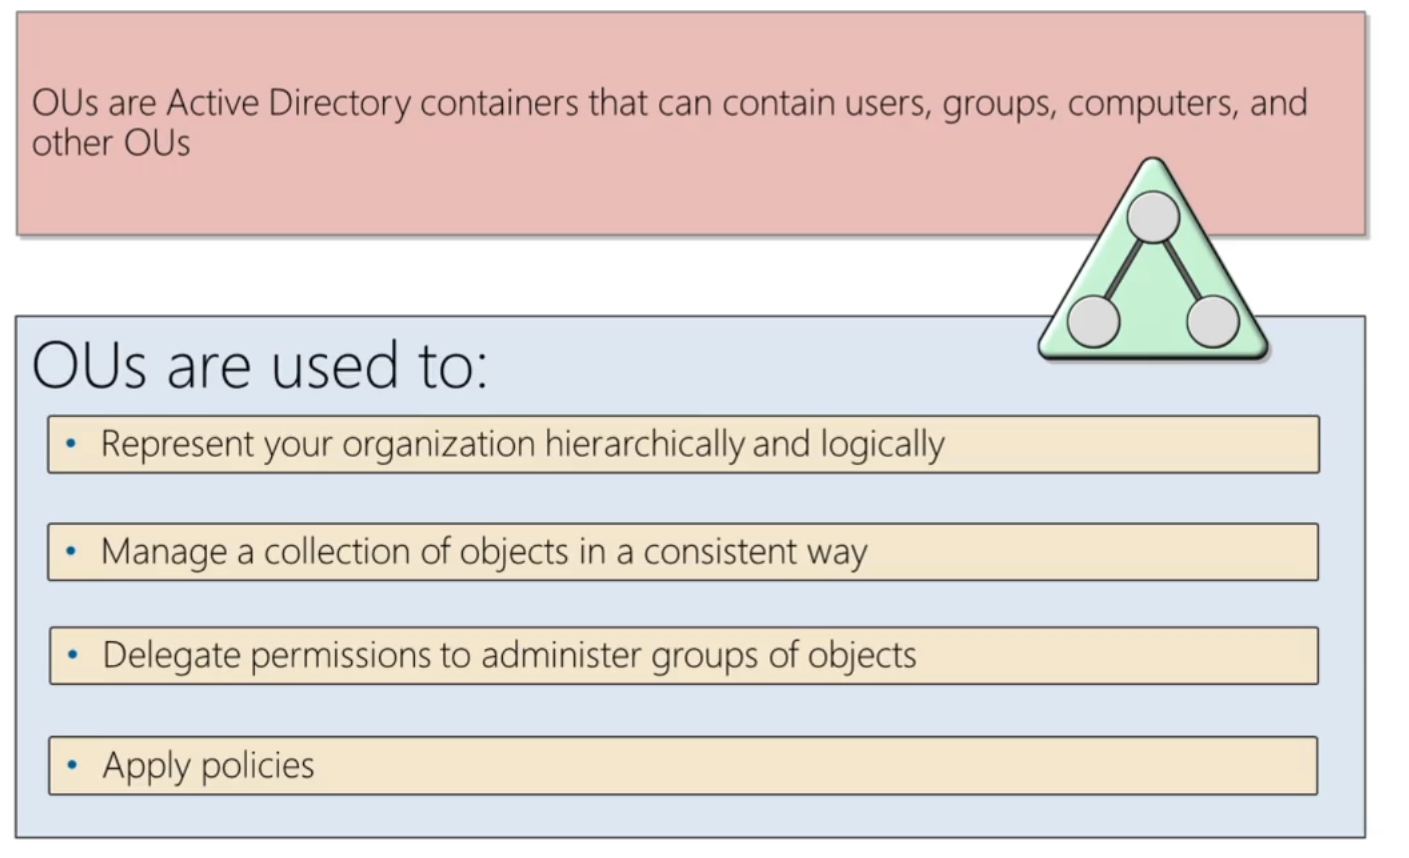 OUs are Active Directory containers that can contain users, groups, computers, and
other OUs
OUs are used to:
• Represent your organization hierarchically and logically
• Manage a collection of objects in a consistent way
• Delegate permissions to administer groups of objects
• Apply policies